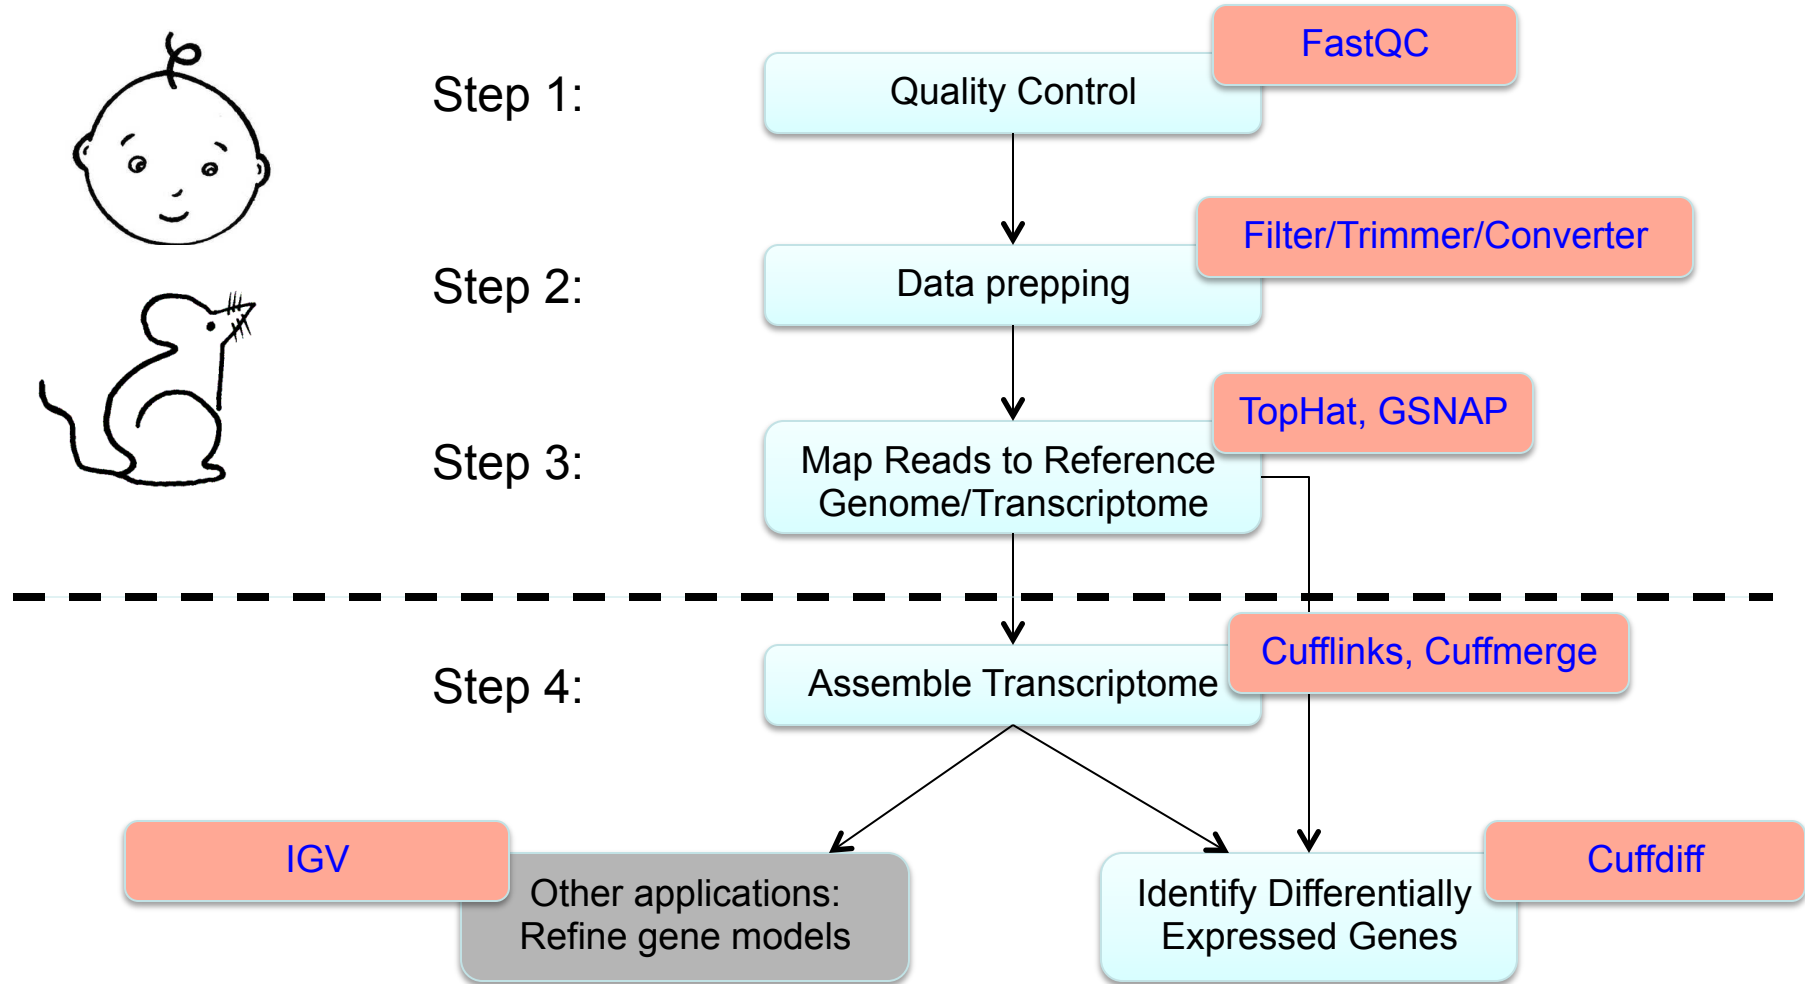 FastQC
Step 1:
Quality Control
Filter/Trimmer/Converter
Step 2:
Data prepping
TopHat, GSNAP
Step 3:
Map Reads to Reference
Genome/Transcriptome
Cufflinks, Cuffmerge
Step 4:
Assemble Transcriptome
IGV
Other applications:
Refine gene models
Cuffdiff
Identify Differentially
Expressed Genes